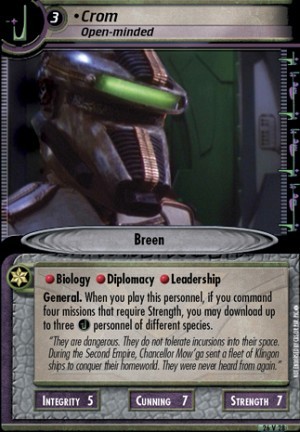 3
• Crom
Open-minded
Breen
Biology Diplomacy Leadership
General. When you play this personnel, if you command
four missions that require Strength, you may download up
to three personnel of different species.
"They are dangerous. They do not tolerate incursions into their space.
During the Second Empire, Chancellor Mow'ga sent a fleet of Klingon
ships to conquer their homeworld. They were never heard from again."
INTEGRITY 5 CUNNING 7 STRENGTH 7
26 V 28